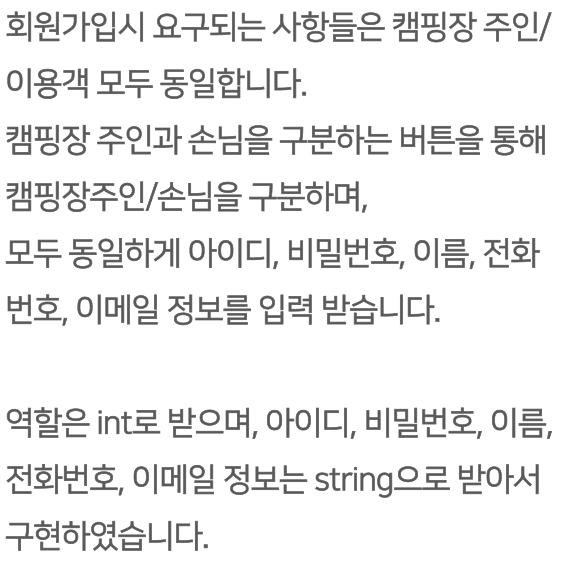 회원가입시 요구되는 사항들은 캠핑장 주인/
이용객 모두 동일합니다.
캠핑장 주인과 손님을 구분하는 버튼을 통해
캠핑장주인/손님을 구분하며,
모두 동일하게 아이디, 비밀번호, 이름, 전화
번호, 이메일 정보를 입력 받습니다.
역할은 int로 받으며, 아이디, 비밀번호, 이름,
전화번호, 이메일 정보는 string으로 받아서
구현하였습니다.